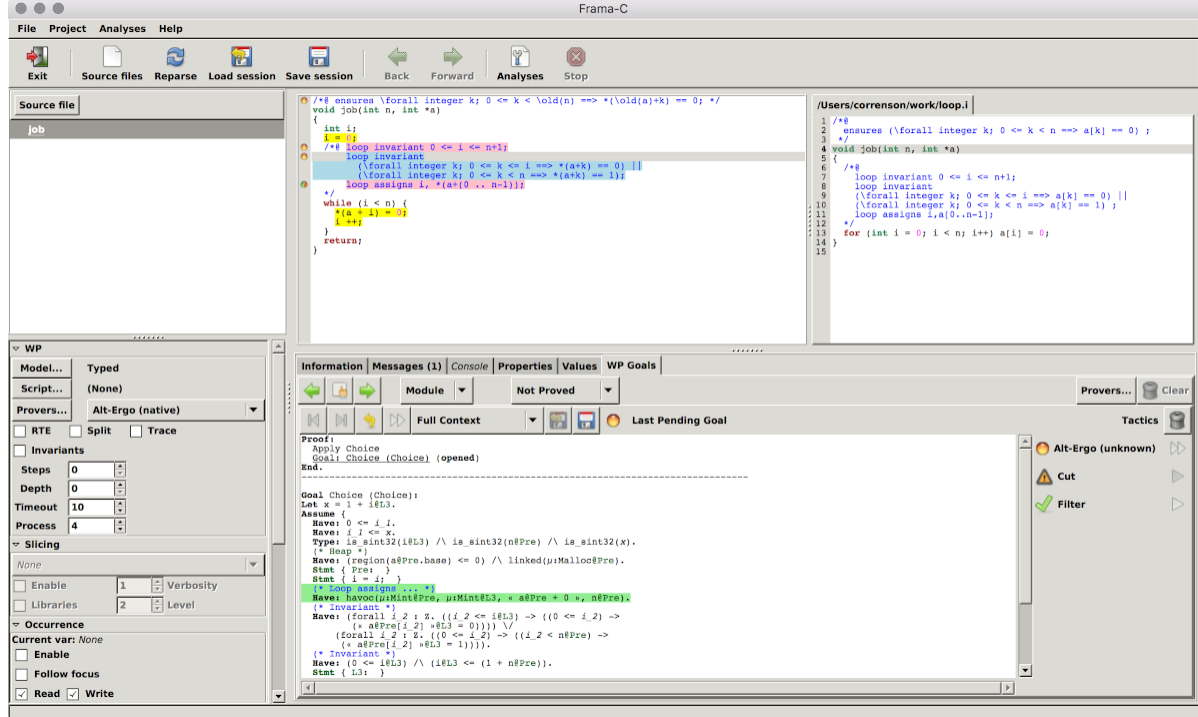 Frama-C
File Project Analyses Help
Exit Source files Reparse Load session Save session Back Forward Analyses Stop
Source file
job
/*@ ensures \forall integer k; 0 <= k < \old(n) ==> *(\old(a)+k) == 0; */
void job(int n, int *a)
{
int i;
i = 0;
/*@ loop invariant 0 <= i <= n+1;
loop invariant
(\forall integer k; 0 <= k <= i ==> *(a+k) == 0) ||
(\forall integer k; 0 <= k < n ==> *(a+k) == 1);
loop assigns i, *(a+(0 .. n-1));
*/
while (i < n) {
*(a + i) = 0;
i ++;
}
return;
}
/Users/correnson/work/loop.i
1 /*@
2 ensures (\forall integer k; 0 <= k < n ==> a[k] == 0) ;
3 */
4 void job(int n, int *a)
5 {
6 /*@
7 loop invariant 0 <= i <= n+1;
8 loop invariant
9 (\forall integer k; 0 <= k <= i ==> a[k] == 0) ||
10 (\forall integer k; 0 <= k < n ==> a[k] == 1) ;
11 loop assigns i,a[0..n-1];
12 */
13 for (int i = 0; i < n; i++) a[i] = 0;
14 }
15
WP
Model... Typed
Script... (None)
Provers... Alt-Ergo (native)
RTE Split Trace
Invariants
Steps 0
Depth 0
Timeout 10
Process 4
Slicing
None
Enable 1 Verbosity
Libraries 2 Level
Occurrence
Current var: None
Enable
Follow focus
Read Write
Information Messages (1) Console Properties Values WP Goals
Module Not Proved Provers... Clear
Full Context Last Pending Goal Tactics
Proof:
Apply Choice
Goal: Choice (Choice) (opened)
End.
--------------------------------------------------------------------------------
Goal Choice (Choice):
Let x = 1 + i@L3.
Assume {
Have: 0 <= i_1.
Have: i_1 <= x.
Type: is_sint32(i@L3) /\ is_sint32(n@Pre) /\ is_sint32(x).
(* Heap *)
Have: (region(a@Pre.base) <= 0) /\ linked(µ:Malloc@Pre).
Stmt { Pre: }
Stmt { i = i; }
(* Loop assigns ... *)
Have: havoc(µ:Mint@Pre, µ:Mint@L3, « a@Pre + 0 », n@Pre).
(* Invariant *)
Have: (forall i_2 : Z. ((i_2 <= i@L3) -> ((0 <= i_2) ->
(« a@Pre[i_2] »@L3 = 0)))) \/
(forall i_2 : Z. ((0 <= i_2) -> ((i_2 < n@Pre) ->
(« a@Pre[i_2] »@L3 = 1)))).
(* Invariant *)
Have: (0 <= i@L3) /\ (i@L3 <= (1 + n@Pre)).
Stmt { L3: }
Alt-Ergo (unknown)
Cut
Filter